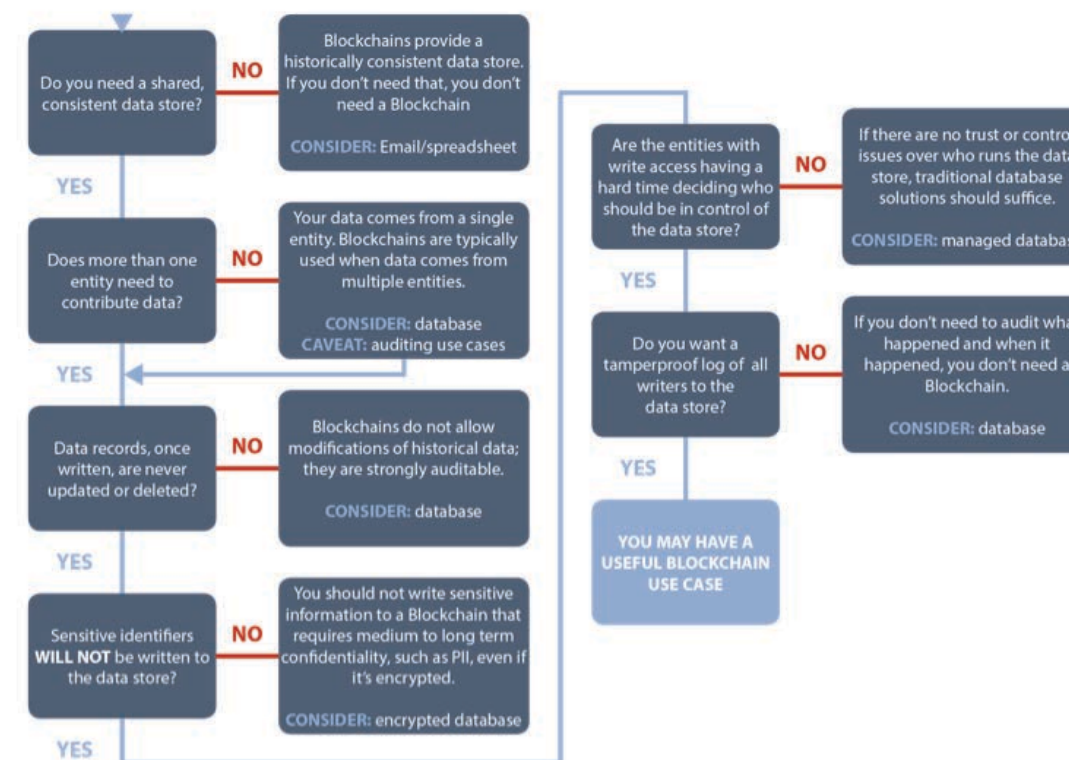 Do you need a shared,
consistent data store?
NO
Blockchains provide a
historically consistent data store.
If you don't need that, you don't
need a Blockchain
CONSIDER: Email/spreadsheet
YES
Does more than one
entity need to
contribute data?
NO
Your data comes from a single
entity. Blockchains are typically
used when data comes from
multiple entities.
CONSIDER: database
CAVEAT: auditing use cases
YES
Data records, once
written, are never
updated or deleted?
NO
Blockchains do not allow
modifications of historical data;
they are strongly auditable.
CONSIDER: database
YES
Sensitive identifiers
WILL NOT be written to
the data store?
NO
You should not write sensitive
information to a Blockchain that
requires medium to long term
confidentiality, such as PII, even if
it's encrypted.
CONSIDER: encrypted database
YES
Are the entities with
write access having a
hard time deciding who
should be in control of
the data store?
NO
If there are no trust or contro
issues over who runs the data
store, traditional database
solutions should suffice.
CONSIDER: managed databas
YES
Do you want a
tamperproof log of all
writers to the
data store?
NO
If you don't need to audit wha
happened and when it
happened, you don't need a
Blockchain.
CONSIDER: database
YES
YOU MAY HAVE A
USEFUL BLOCKCHAIN
USE CASE